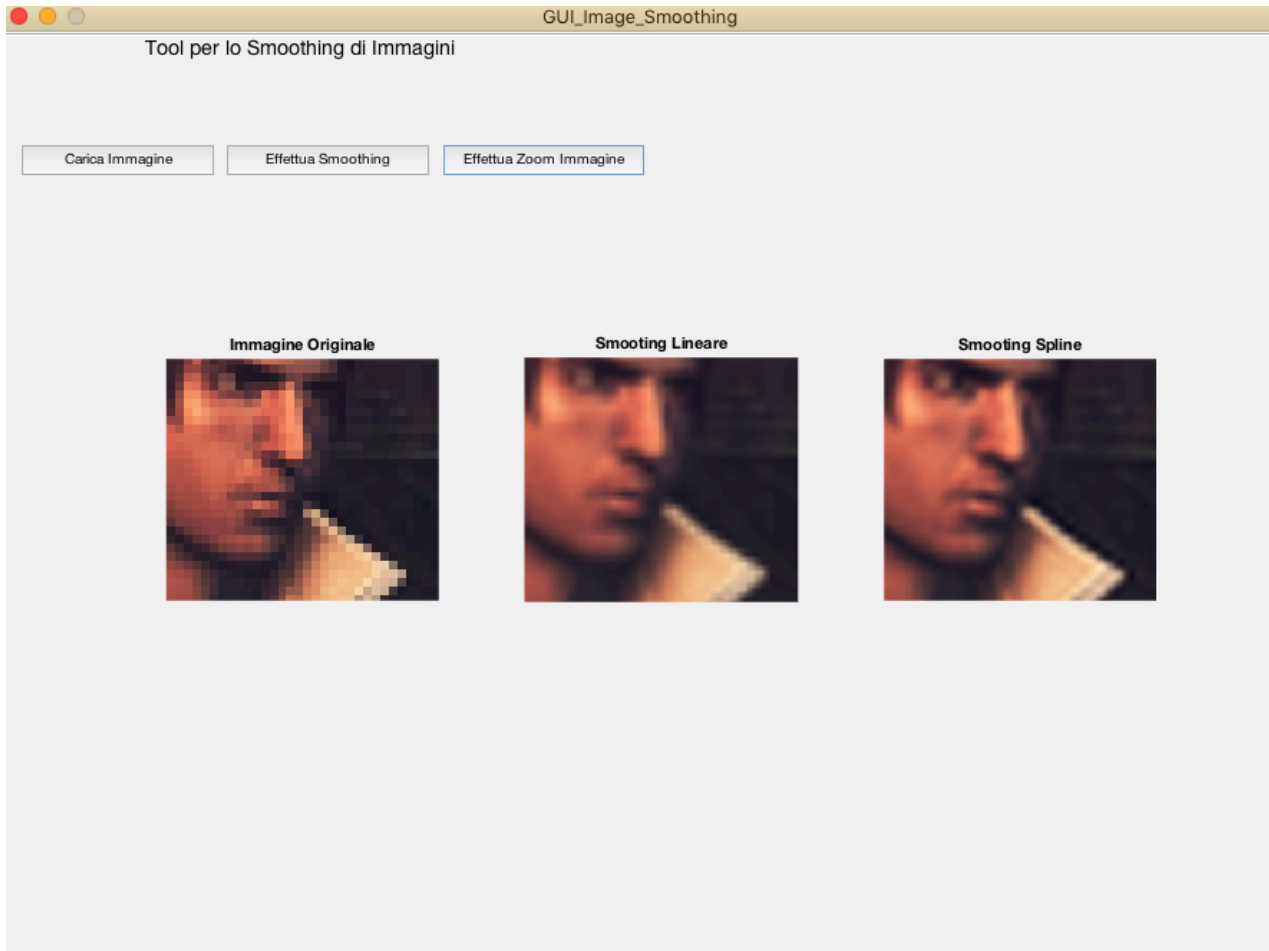 GUI_Image_Smoothing
Tool per lo Smoothing di Immagini
Carica Immagine
Effettua Smoothing
Effettua Zoom Immagine
Immagine Originale
Smooting Lineare
Smooting Spline